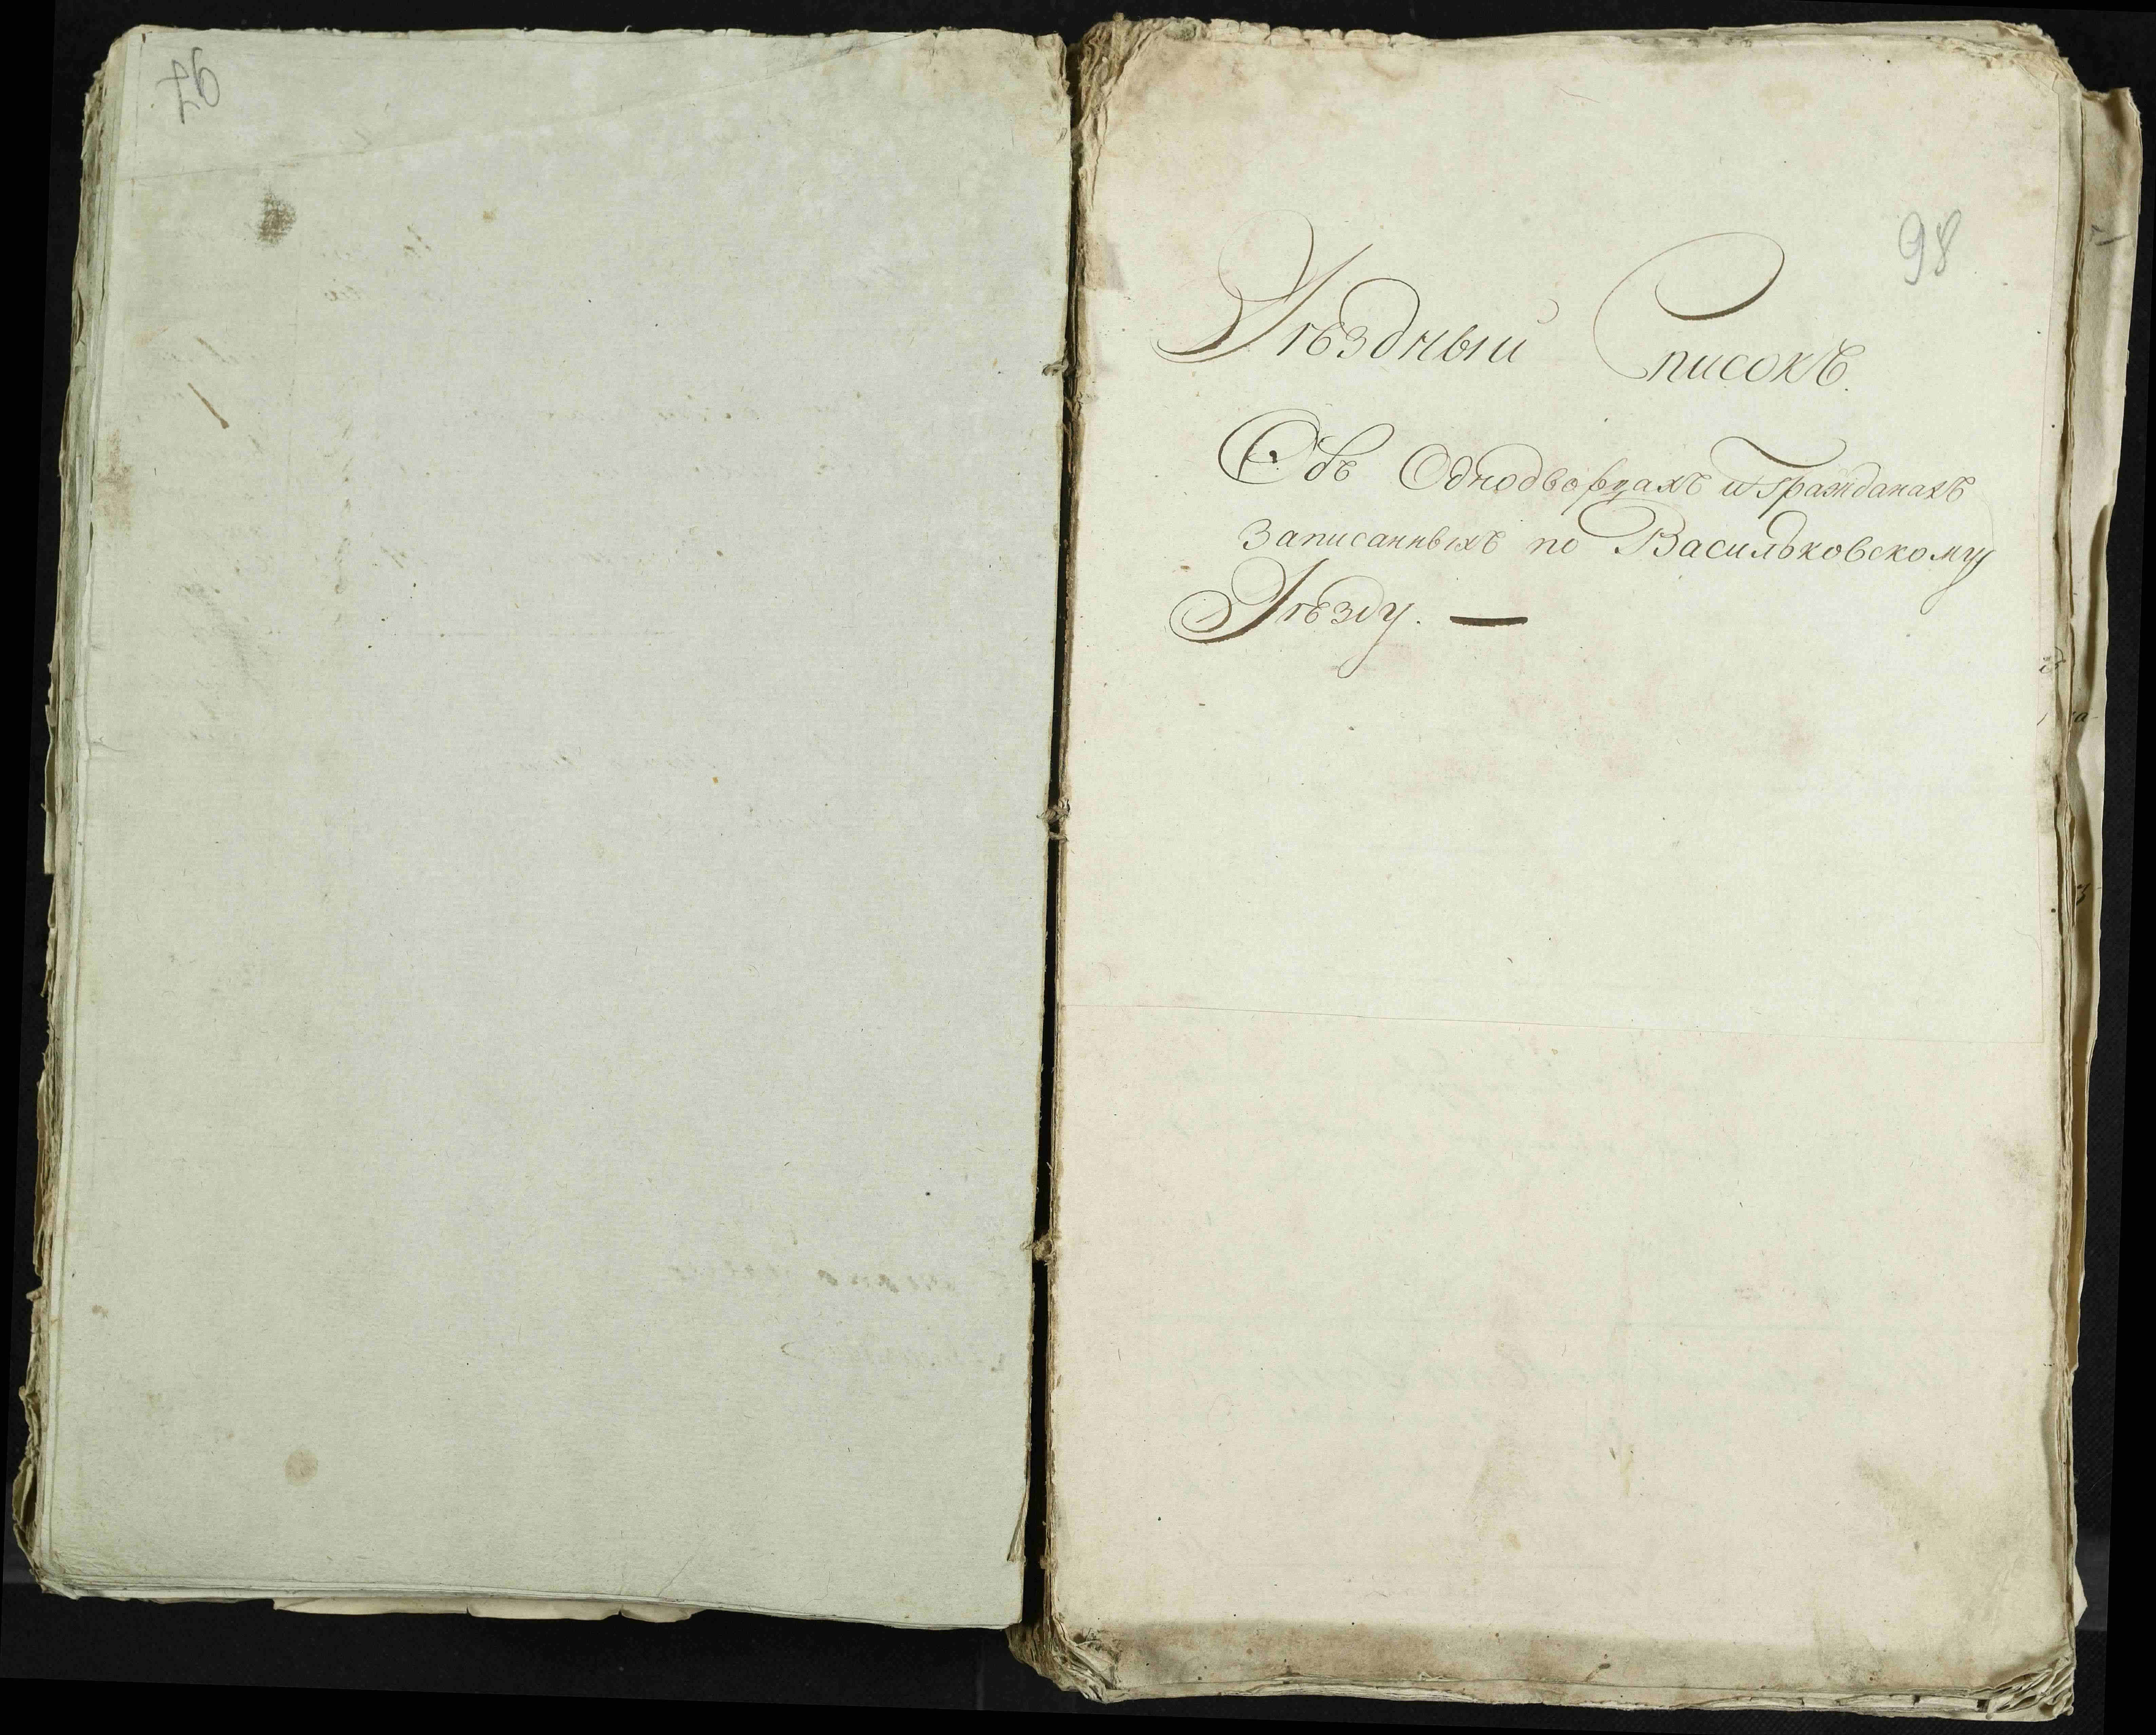 97
98
Уѣздный Списокъ.
Объ Однодворцахъ и Гражданахъ
записанныхъ по Васильковскому
Уѣзду. —